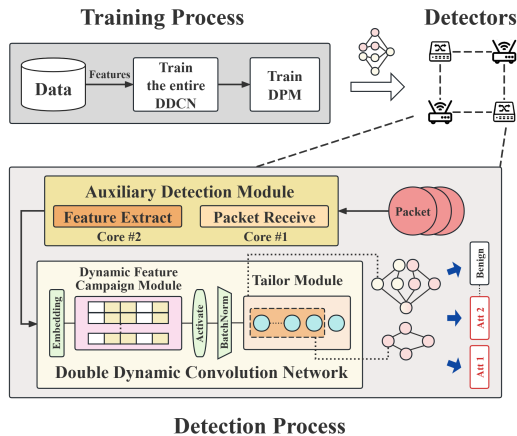 Training Process
Detectors
Data
Features
Train
the entire
DDCN
Train
DPM
Auxiliary Detection Module
Feature Extract
Packet Receive
Core #2
Core #1
Packet
Dynamic Feature
Campaign Module
Tailor Module
Embedding
Activate
BatchNorm
Double Dynamic Convolution Network
Benign
Att 2
Att 1
Detection Process